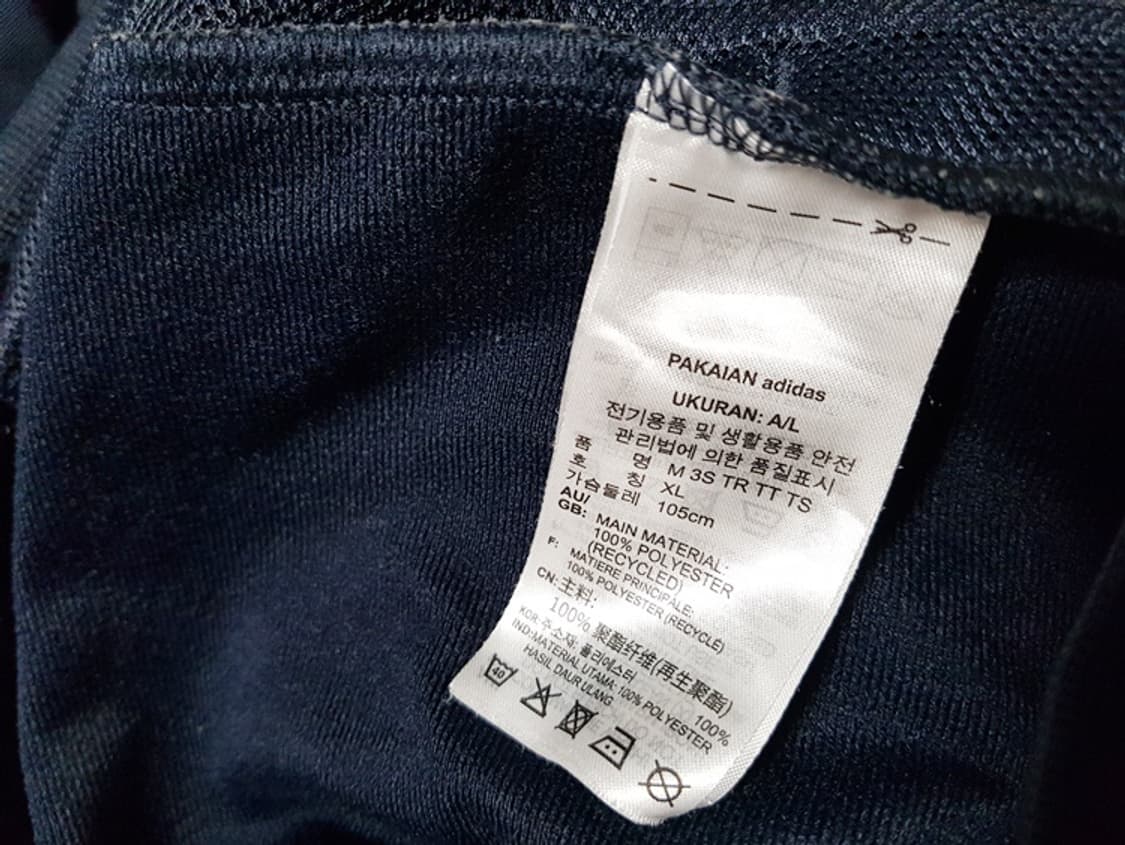 PAKAIAN adidas
UKURAN: A/L
전기용품 및 생활용품 안전
관리법에 의한 품질표시
품 명 M 3S TR TT TS
호 칭 XL
가슴둘레 105cm
AU/
GB: MAIN MATERIAL:
100% POLYESTER
(RECYCLED)
F: MATIERE PRINCIPALE:
100% POLYESTER (RECYCLÉ)
CN: 主料:
100% 聚酯纤维(再生聚酯)
KOR: 주소재: 폴리에스터 100%
IND: MATERIAL UTAMA: 100% POLYESTER
HASIL DAUR ULANG
40